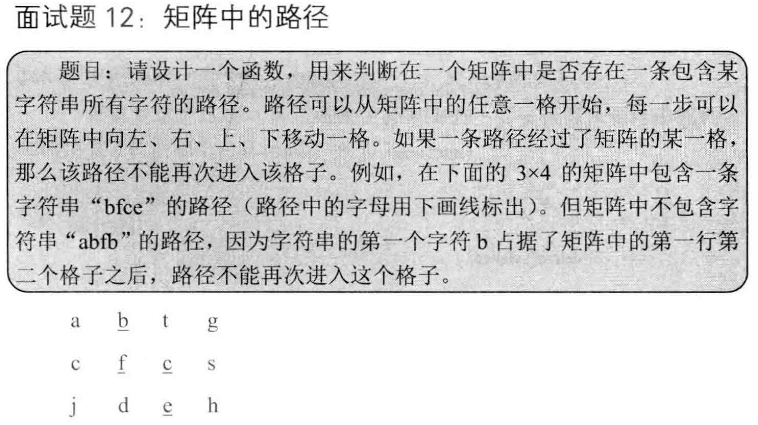 面试题 12：矩阵中的路径
题目：请设计一个函数，用来判断在一个矩阵中是否存在一条包含某
字符串所有字符的路径。路径可以从矩阵中的任意一格开始，每一步可以
在矩阵中向左、右、上、下移动一格。如果一条路径经过了矩阵的某一格，
那么该路径不能再次进入该格子。例如，在下面的 3×4 的矩阵中包含一条
字符串“bfce”的路径（路径中的字母用下画线标出）。但矩阵中不包含字
符串“abfb”的路径，因为字符串的第一个字符 b 占据了矩阵中的第一行第
二个格子之后，路径不能再次进入这个格子。
a b t g
c f c s
j d e h